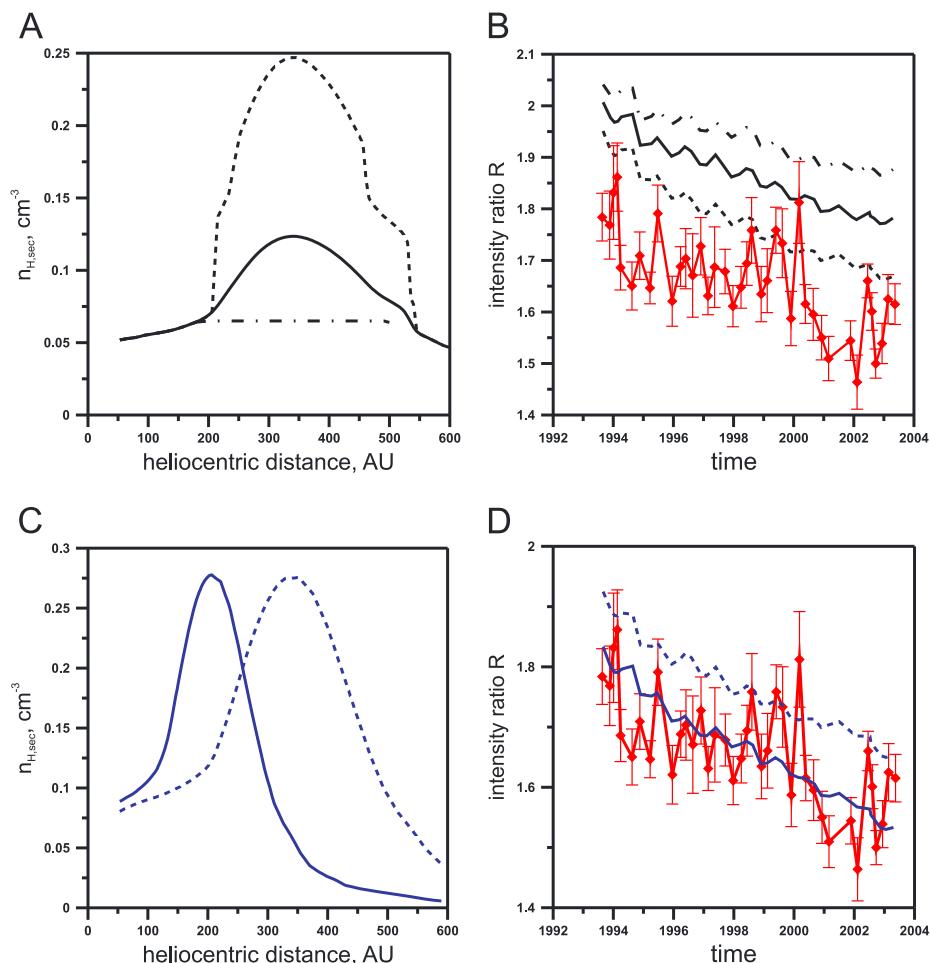 A
0.25
0.2
0.15
0.1
0.05
0
n_H,sec, cm⁻³
0 100 200 300 400 500 600
heliocentric distance, AU
B
2.1
2
1.9
1.8
1.7
1.6
1.5
1.4
intensity ratio R
1992 1994 1996 1998 2000 2002 2004
time
C
0.3
0.25
0.2
0.15
0.1
0.05
0
n_H,sec, cm⁻³
0 100 200 300 400 500 600
heliocentric distance, AU
D
2
1.8
1.6
1.4
intensity ratio R
1992 1994 1996 1998 2000 2002 2004
time